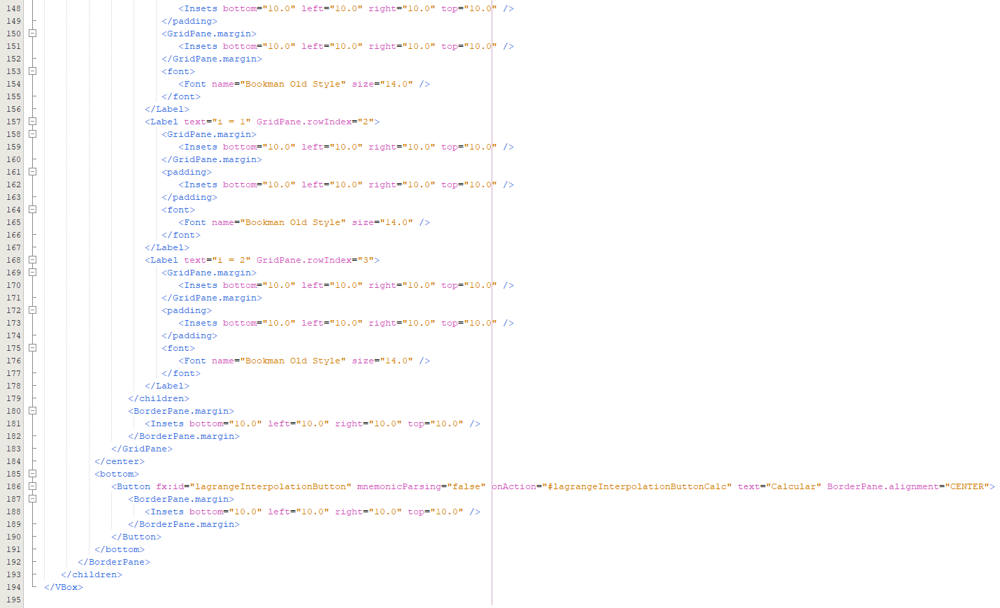 148 <Insets bottom="10.0" left="10.0" right="10.0" top="10.0" />
149 </padding>
150 <GridPane.margin>
151 <Insets bottom="10.0" left="10.0" right="10.0" top="10.0" />
152 </GridPane.margin>
153 <font>
154 <Font name="Bookman Old Style" size="14.0" />
155 </font>
156 </Label>
157 <Label text="i = 1" GridPane.rowIndex="2">
158 <GridPane.margin>
159 <Insets bottom="10.0" left="10.0" right="10.0" top="10.0" />
160 </GridPane.margin>
161 <padding>
162 <Insets bottom="10.0" left="10.0" right="10.0" top="10.0" />
163 </padding>
164 <font>
165 <Font name="Bookman Old Style" size="14.0" />
166 </font>
167 </Label>
168 <Label text="i = 2" GridPane.rowIndex="3">
169 <GridPane.margin>
170 <Insets bottom="10.0" left="10.0" right="10.0" top="10.0" />
171 </GridPane.margin>
172 <padding>
173 <Insets bottom="10.0" left="10.0" right="10.0" top="10.0" />
174 </padding>
175 <font>
176 <Font name="Bookman Old Style" size="14.0" />
177 </font>
178 </Label>
179 </children>
180 <BorderPane.margin>
181 <Insets bottom="10.0" left="10.0" right="10.0" top="10.0" />
182 </BorderPane.margin>
183 </GridPane>
184 </center>
185 <bottom>
186 <Button fx:id="lagrangeInterpolationButton" mnemonicParsing="false" onAction="#lagrangeInterpolationButtonCalc" text="Calcular" BorderPane.alignment="CENTER">
187 <BorderPane.margin>
188 <Insets bottom="10.0" left="10.0" right="10.0" top="10.0" />
189 </BorderPane.margin>
190 </Button>
191 </bottom>
192 </BorderPane>
193 </children>
194 </VBox>
195